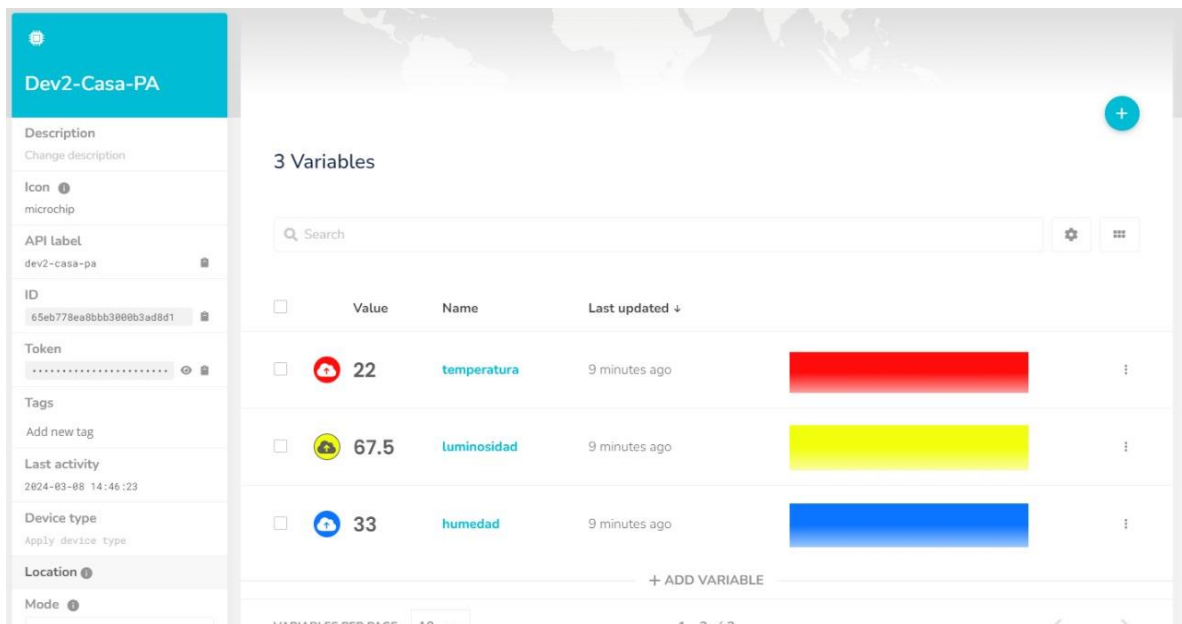 Dev2-Casa-PA
Description
Change description
Icon
microchip
API label
dev2-casa-pa
ID
65eb778ea8bbb3000b3ad8d1
Token
Tags
Add new tag
Last activity
2024-03-08 14:46:23
Device type
Apply device type
Location
Mode
3 Variables
Search
Value Name Last updated ↓
22 temperatura 9 minutes ago
67.5 luminosidad 9 minutes ago
33 humedad 9 minutes ago
+ ADD VARIABLE
VARIABLES PER PAGE